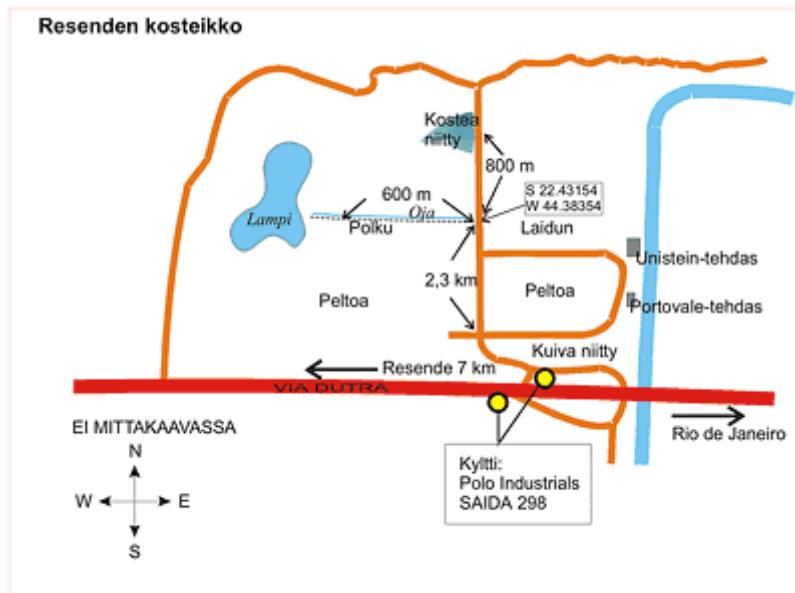 Resenden kosteikko
Kostea
niitty
800 m
S 22.43154
W 44.38354
600 m
Oja
Lampi
Polku
Laidun
Unistein-tehdas
2,3 km
Peltoa
Peltoa
Portovale-tehdas
Kuiva niitty
Resende 7 km
VIA DUTRA
EI MITTAKAAVASSA
Rio de Janeiro
N
W
E
S
Kyltti:
Polo Industrials
SAIDA 298